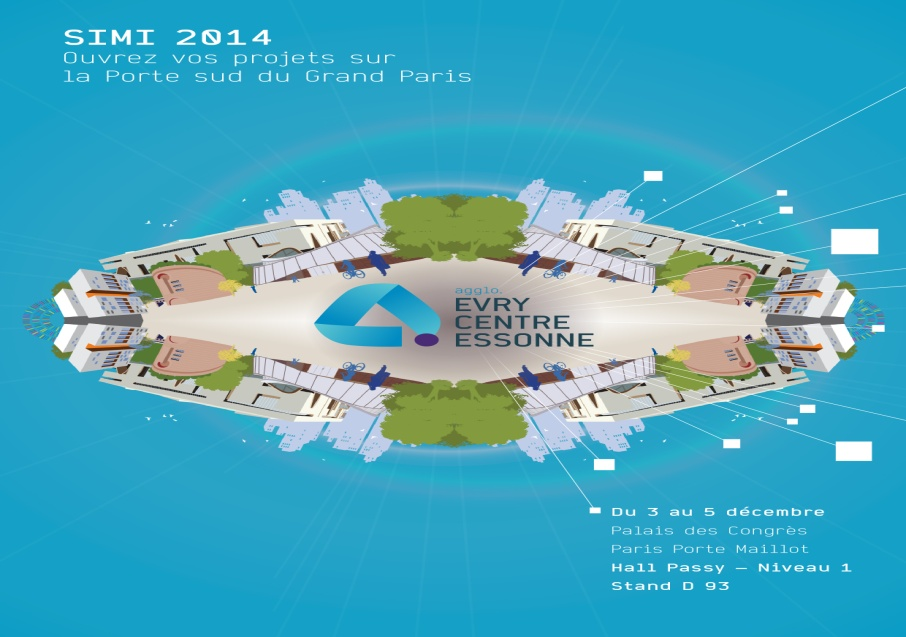 SIMI 2014
Ouvrez vos projets sur
la Porte sud du Grand Paris
agglo.
EVRY
CENTRE
ESSONNE
Du 3 au 5 décembre
Palais des Congrès
Paris Porte Maillot
Hall Passy – Niveau 1
Stand D 93